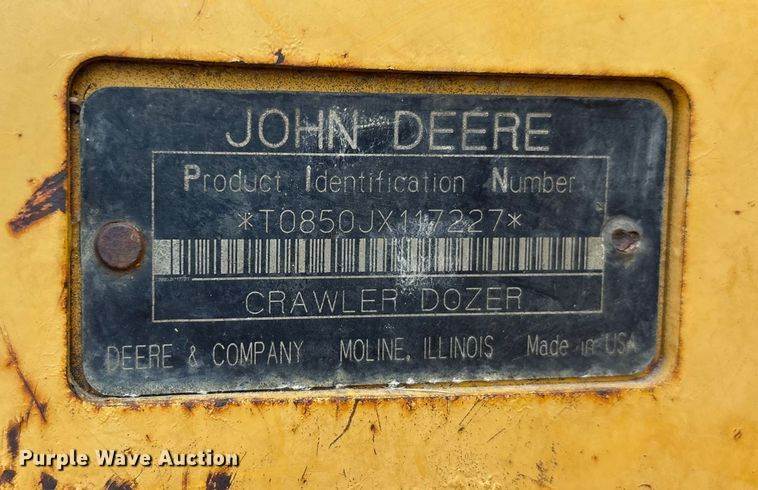 JOHN DEERE
Product Identification Number
*T0850JX117227*
CRAWLER DOZER
DEERE & COMPANY MOLINE, ILLINOIS Made in USA
Purple Wave Auction